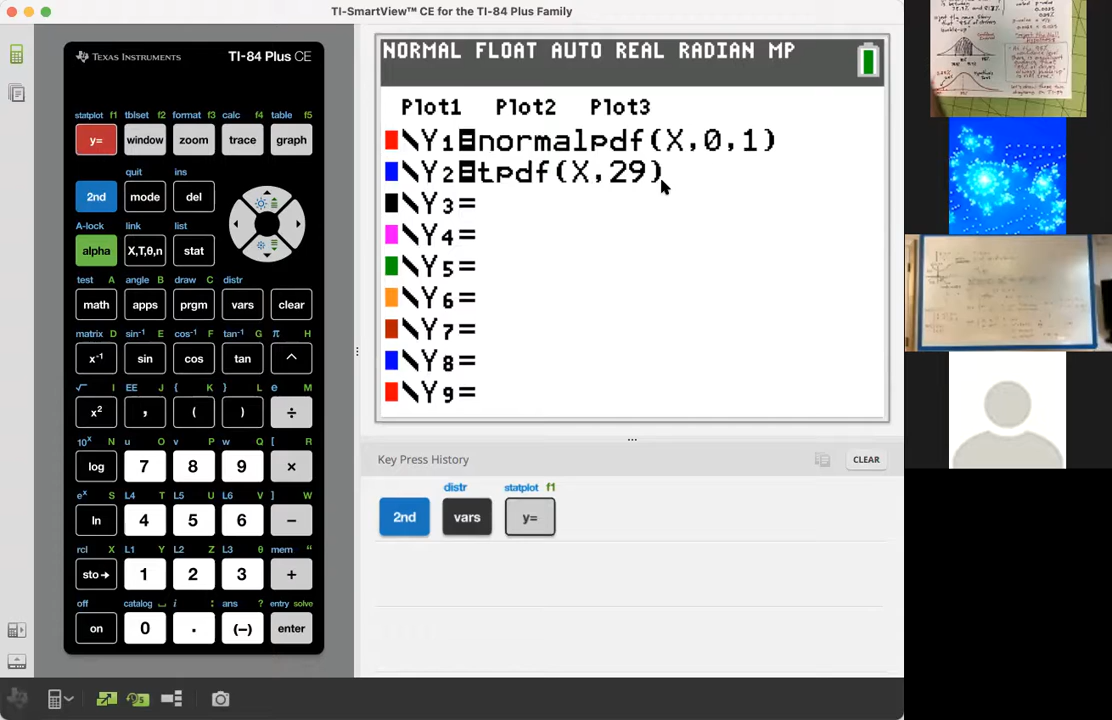 TI-SmartView™ CE for the TI-84 Plus Family
TEXAS INSTRUMENTS TI-84 Plus CE
statplot f1 tblset f2 format f3 calc f4 table f5
y= window zoom trace graph
quit ins
2nd mode del
A-lock link list
alpha X,T,θ,n stat
test A angle B draw C distr
math apps prgm vars clear
matrix D sin⁻¹ E cos⁻¹ F tan⁻¹ G π H
x⁻¹ sin cos tan ^
√ I EE J { K } L e M
x² , ( ) ÷
10ˣ N u O v P w Q [ R
log 7 8 9 ×
eˣ S L4 T L5 U L6 V ] W
ln 4 5 6 −
rcl X L1 Y L2 Z L3 θ mem "
sto→ 1 2 3 +
off catalog ␣ i : ans ? entry solve
on 0 . (−) enter
NORMAL FLOAT AUTO REAL RADIAN MP
Plot1 Plot2 Plot3
\Y1=normalpdf(X,0,1)
\Y2=tpdf(X,29)
\Y3=
\Y4=
\Y5=
\Y6=
\Y7=
\Y8=
\Y9=
Key Press History
CLEAR
distr statplot f1
2nd vars y=